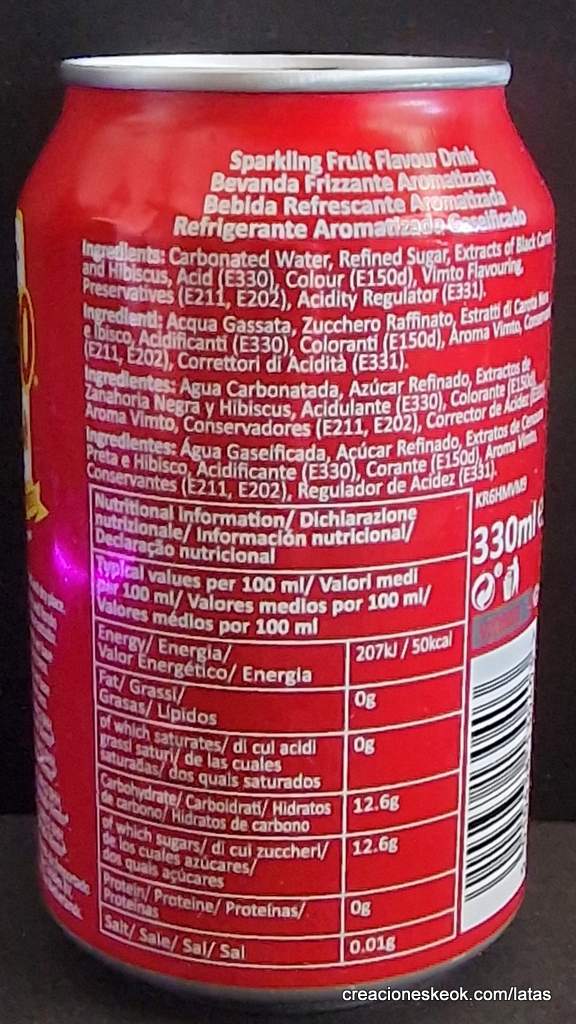 Sparkling Fruit Flavour Drink
Bevanda Frizzante Aromatizzata
Bebida Refrescante Aromatizada
Refrigerante Aromatizado Gaseificado
Ingredients: Carbonated Water, Refined Sugar, Extracts of Black Carrot
and Hibiscus, Acid (E330), Colour (E150d), Vimto Flavouring,
Preservatives (E211, E202), Acidity Regulator (E331).
Ingredienti: Acqua Gassata, Zucchero Raffinato, Estratti di Carota
e Ibisco, Acidificanti (E330), Coloranti (E150d), Aroma Vimto,
(E211, E202), Correttori di Acidità (E331).
Ingredientes: Agua Carbonatada, Azúcar Refinado, Extractos de
Zanahoria Negra y Hibiscus, Acidulante (E330), Colorante (E150d),
Aroma Vimto, Conservadores (E211, E202), Corrector de Acidez
Ingredientes: Água Gaseificada, Açúcar Refinado, Extratos de Cenoura
Preta e Hibisco, Acidificante (E330), Corante (E150d), Aroma Vimto
Conservantes (E211, E202), Regulador de Acidez (E331).
KR6HMVM9
330ml e
Nutritional Information/ Dichiarazione
nutrizionale/ Información nutricional/
Declaração nutricional
Typical values per 100 ml/ Valori medi
per 100 ml/ Valores medios por 100 ml/
Valores médios por 100 ml
Energy/ Energia/
Valor Energético/ Energia
207kJ / 50kcal
Fat/ Grassi/
Grasas/ Lípidos
0g
of which saturates/ di cui acidi
grassi saturi/ de las cuales
saturadas/ dos quais saturados
0g
Carbohydrate/ Carboidrati/ Hidratos
de carbono/ Hidratos de carbono
12.6g
of which sugars/ di cui zuccheri/
de los cuales azúcares/
dos quais açúcares
12.6g
Protein/ Proteine/ Proteínas/
Proteínas
0g
Salt/ Sale/ Sal/ Sal
0.01g
creacioneskeok.com/latas